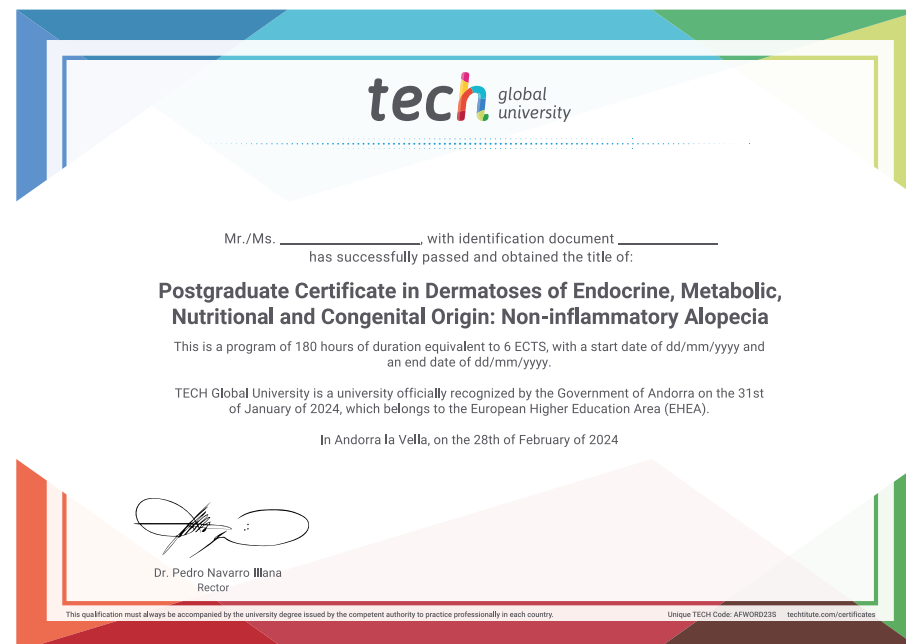 tech global university
Mr./Ms. ____________, with identification document ____________
has successfully passed and obtained the title of:
Postgraduate Certificate in Dermatoses of Endocrine, Metabolic,
Nutritional and Congenital Origin: Non-inflammatory Alopecia
This is a program of 180 hours of duration equivalent to 6 ECTS, with a start date of dd/mm/yyyy and
an end date of dd/mm/yyyy.
TECH Global University is a university officially recognized by the Government of Andorra on the 31st
of January of 2024, which belongs to the European Higher Education Area (EHEA).
In Andorra la Vella, on the 28th of February of 2024
Dr. Pedro Navarro Illana
Rector
This qualification must always be accompanied by the university degree issued by the competent authority to practice professionally in each country.
Unique TECH Code: AFWORD23S techtitute.com/certificates